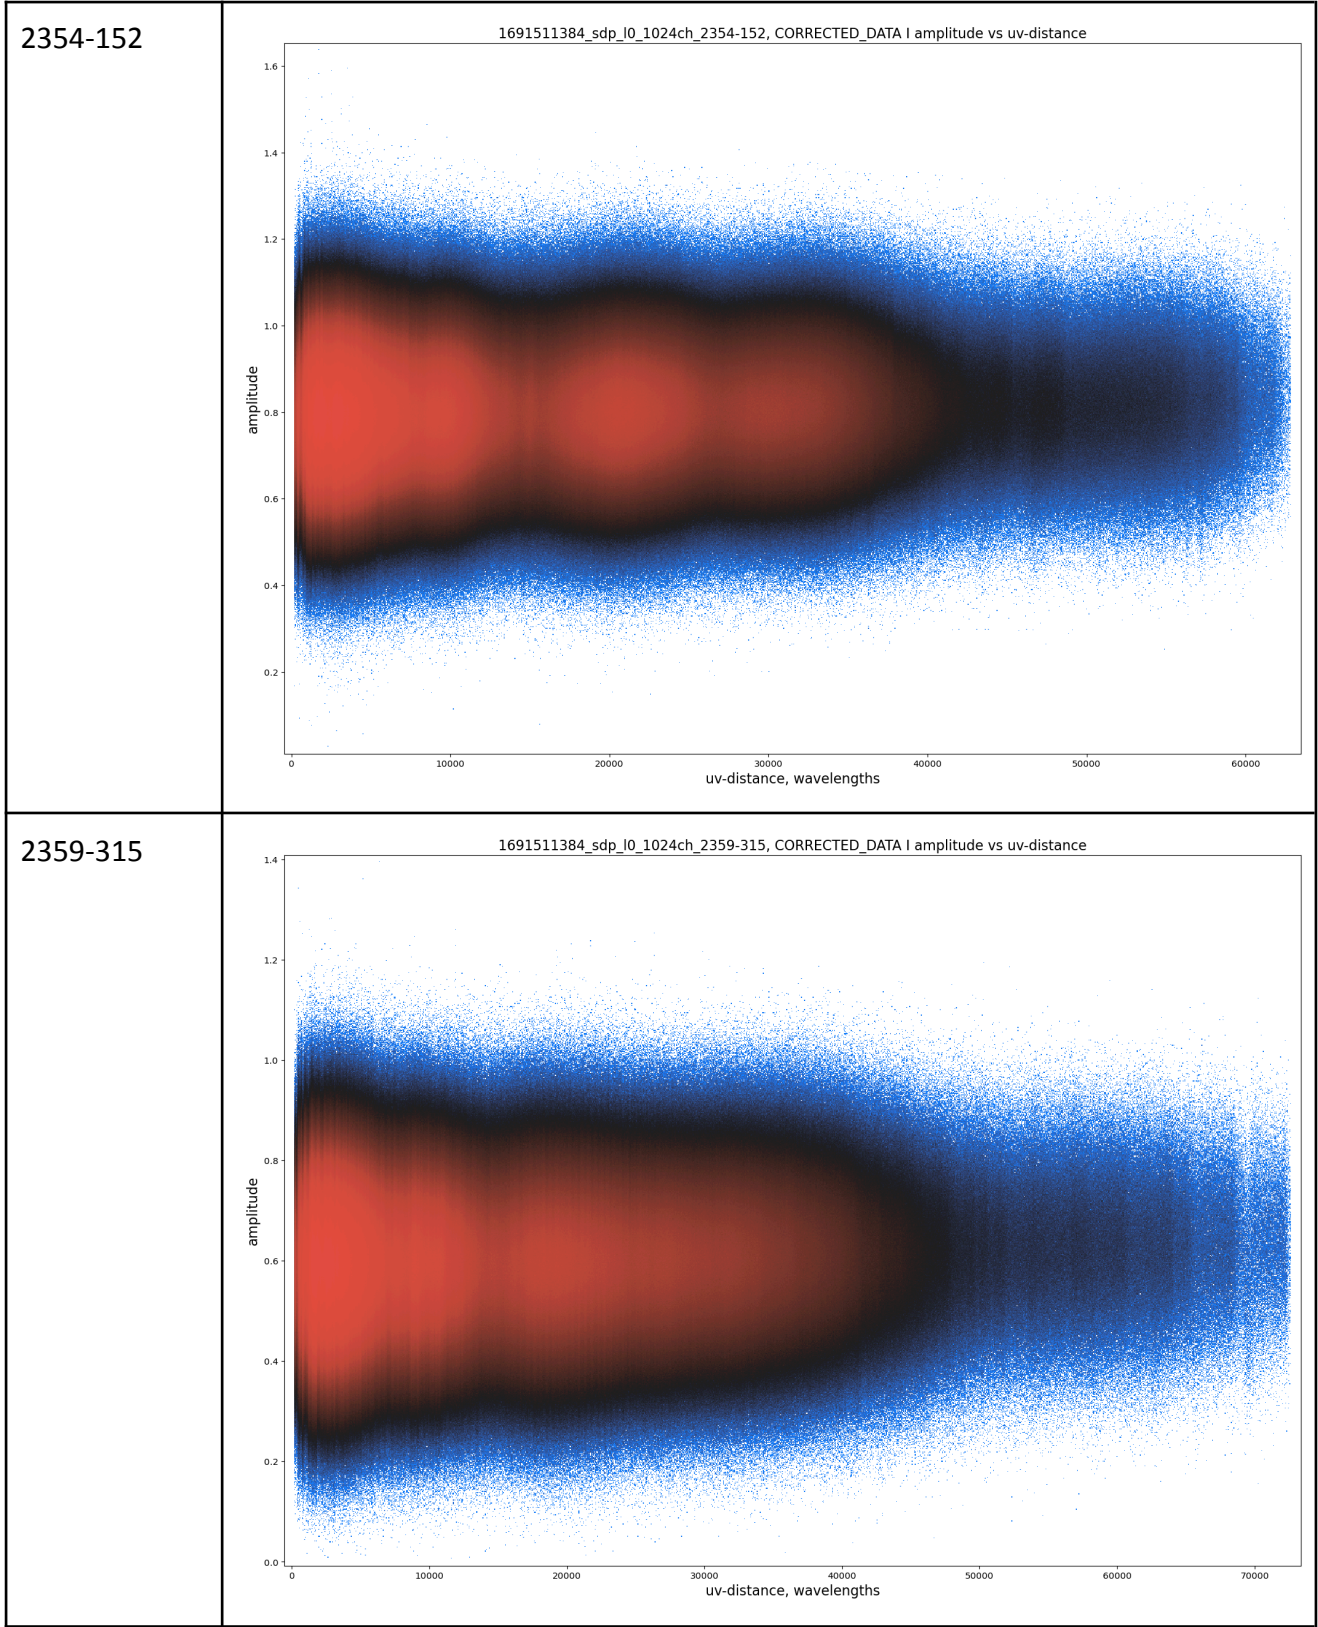 2354-152
1691511384_sdp_l0_1024ch_2354-152, CORRECTED_DATA I amplitude vs uv-distance
1.6
1.4
1.2
1.0
0.8
0.6
0.4
0.2
amplitude
0 10000 20000 30000 40000 50000 60000
uv-distance, wavelengths
2359-315
1691511384_sdp_l0_1024ch_2359-315, CORRECTED_DATA I amplitude vs uv-distance
1.4
1.2
1.0
0.8
0.6
0.4
0.2
0.0
amplitude
0 10000 20000 30000 40000 50000 60000 70000
uv-distance, wavelengths